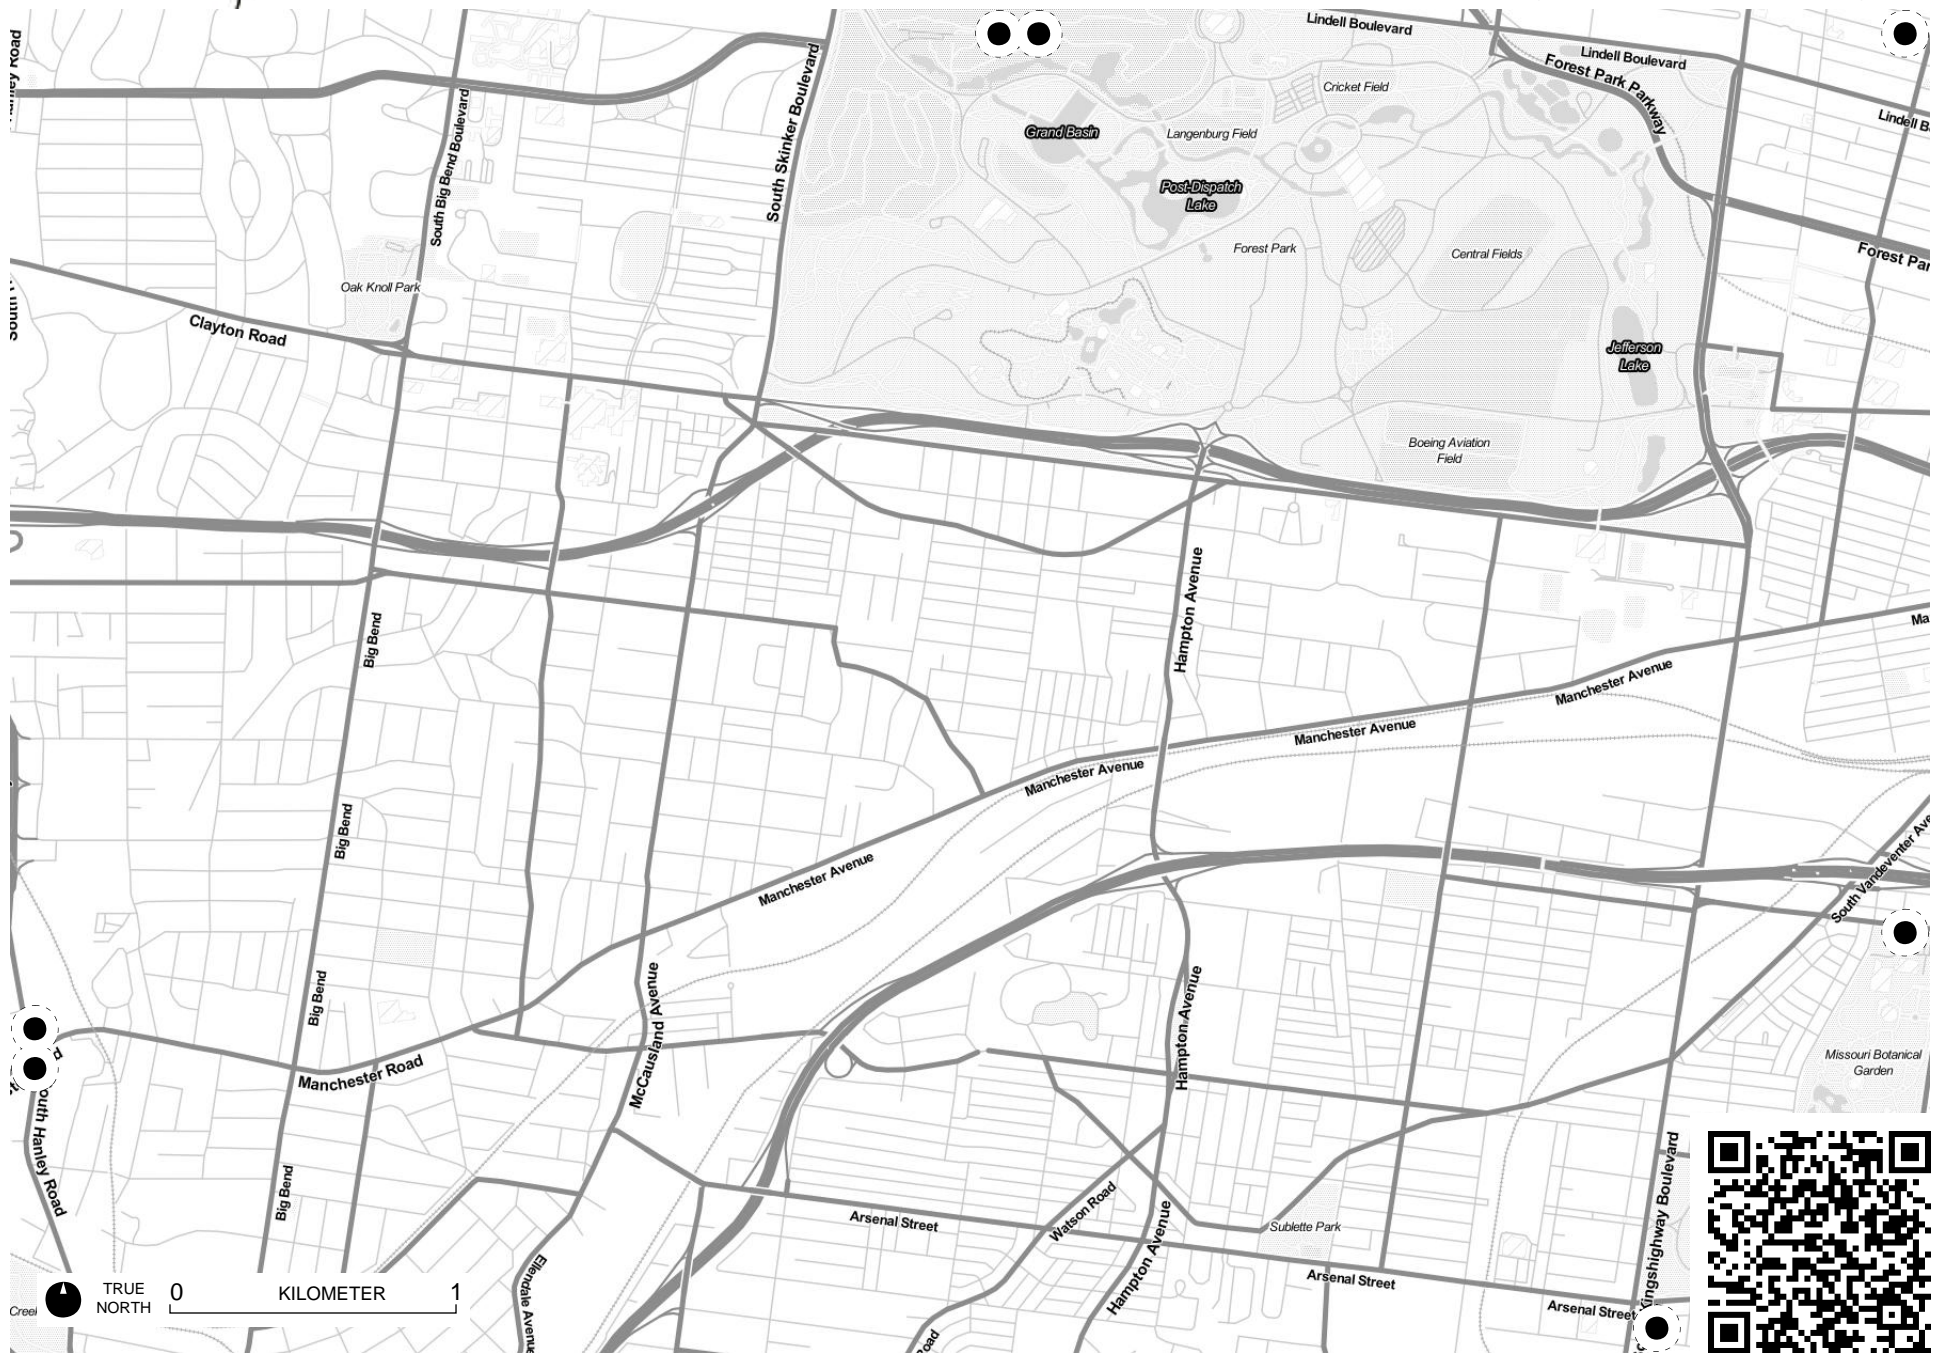 Lindell Boulevard
Lindell Boulevard
Forest Park Parkway
Cricket Field
South Big Bend Boulevard
South Skinker Boulevard
Grand Basin
Langenburg Field
Post-Dispatch
Lake
Forest Park
Central Fields
Oak Knoll Park
Clayton Road
Jefferson
Lake
Boeing Aviation
Field
Hampton Avenue
Big Bend
Manchester Avenue
Manchester Avenue
Manchester Avenue
Big Bend
Manchester Avenue
South Vandeventer Ave
Big Bend
McCausland Avenue
Hampton Avenue
Manchester Road
Missouri Botanical
Garden
outh Hanley Road
Big Bend
Arsenal Street
Watson Road
Hampton Avenue
Sublette Park
Kingshighway Boulevard
Ellendale Avenue
Arsenal Street
Arsenal Street
TRUE
NORTH
0 KILOMETER 1